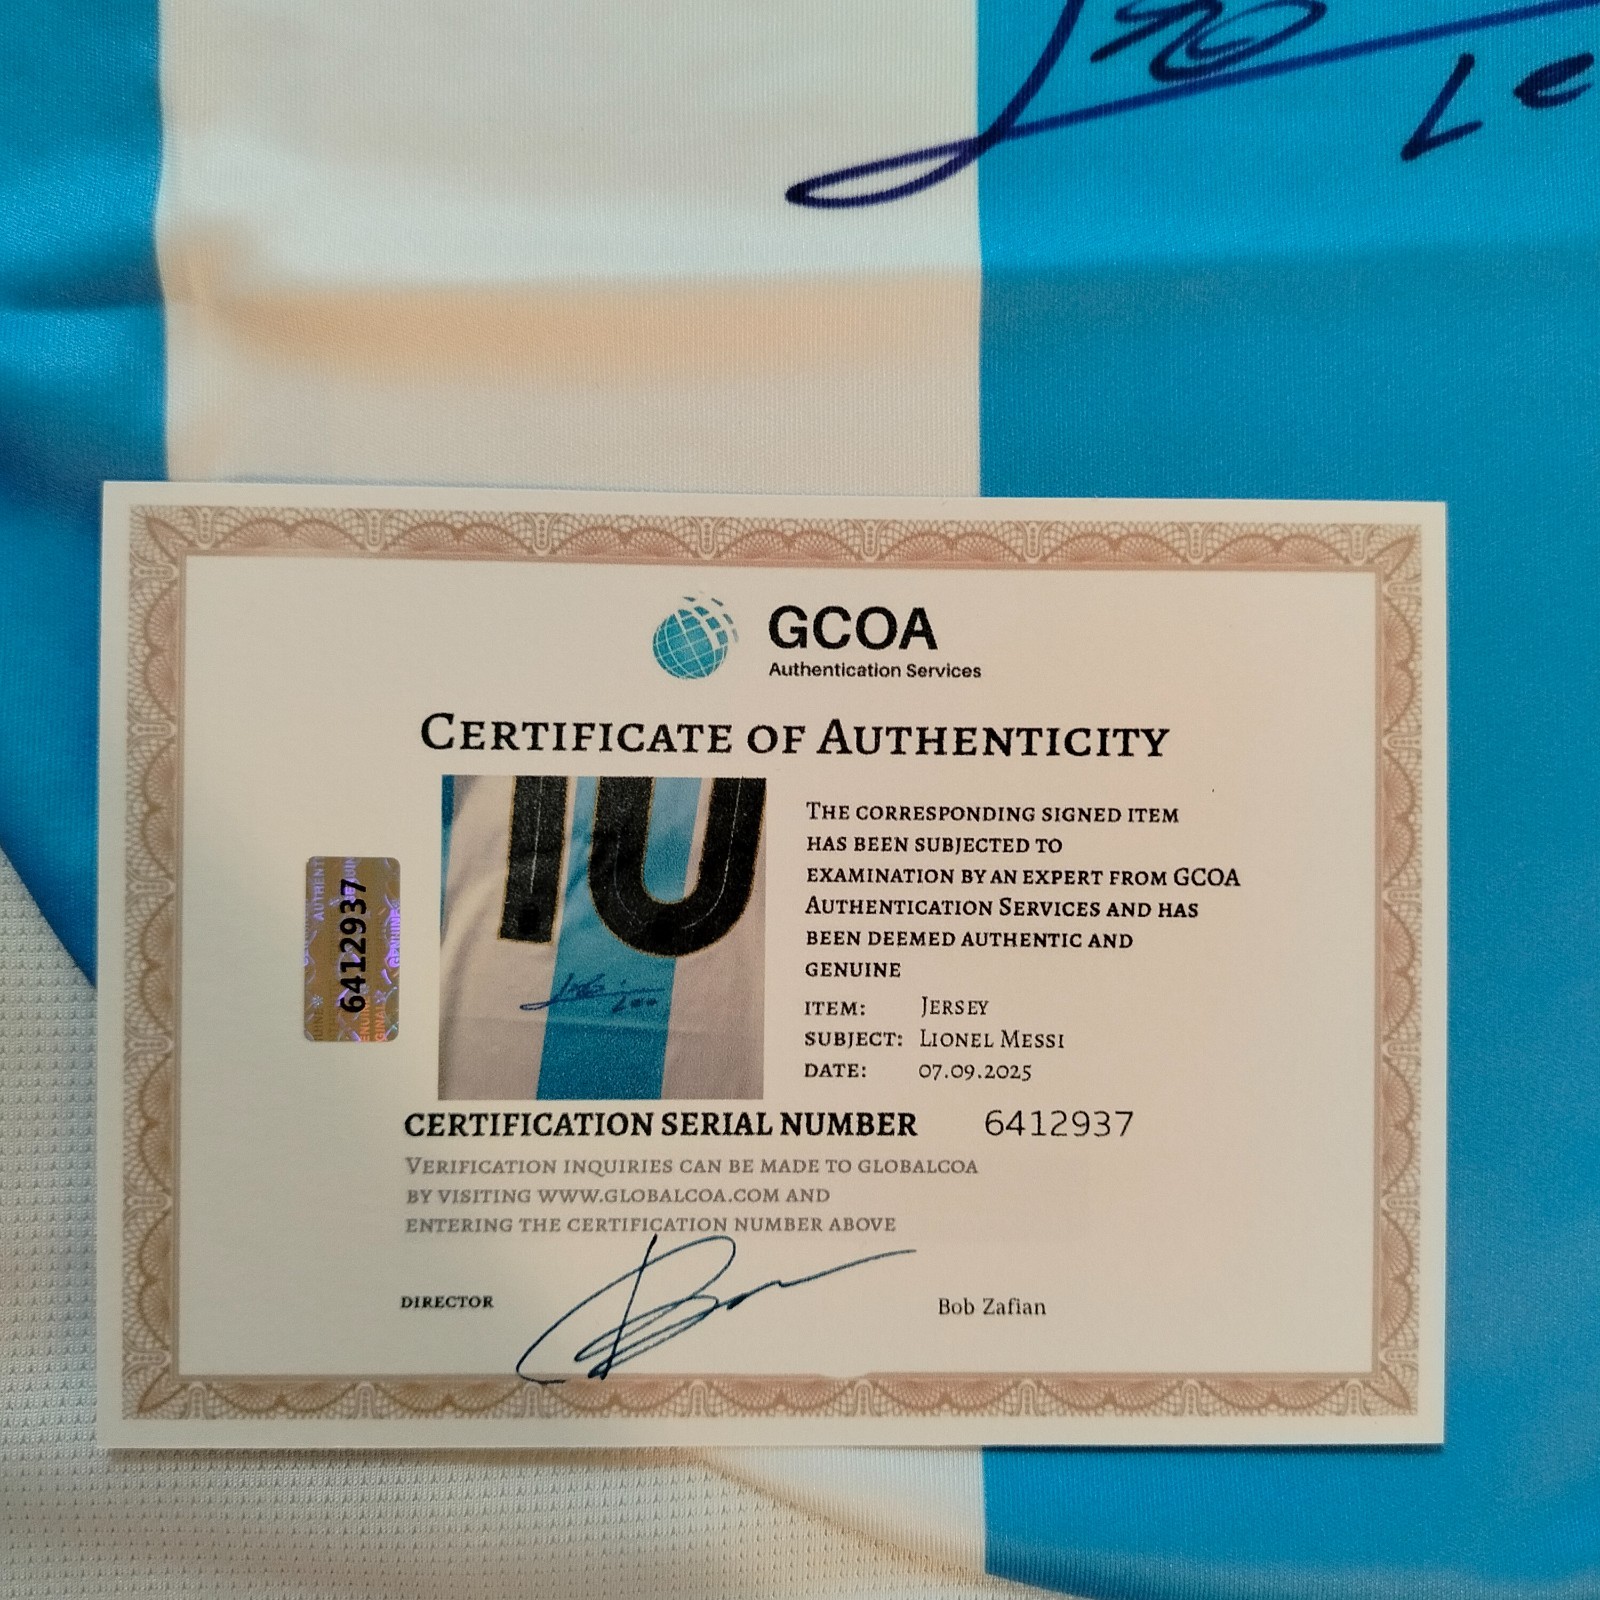 Leo
GCOA
Authentication Services
CERTIFICATE OF AUTHENTICITY
10
Leo
THE CORRESPONDING SIGNED ITEM
HAS BEEN SUBJECTED TO
EXAMINATION BY AN EXPERT FROM GCOA
AUTHENTICATION SERVICES AND HAS
BEEN DEEMED AUTHENTIC AND
GENUINE
ITEM: JERSEY
SUBJECT: LIONEL MESSI
DATE: 07.09.2025
6412937
CERTIFICATION SERIAL NUMBER 6412937
VERIFICATION INQUIRIES CAN BE MADE TO GLOBALCOA
BY VISITING WWW.GLOBALCOA.COM AND
ENTERING THE CERTIFICATION NUMBER ABOVE
DIRECTOR
Bob Zafian